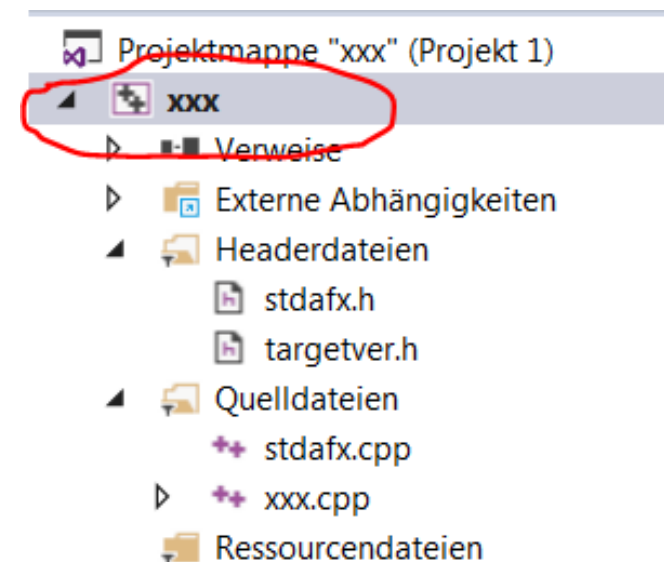 Projektmappe "xxx" (Projekt 1)
xxx
Verweise
Externe Abhängigkeiten
Headerdateien
stdafx.h
targetver.h
Quelldateien
stdafx.cpp
xxx.cpp
Ressourcendateien